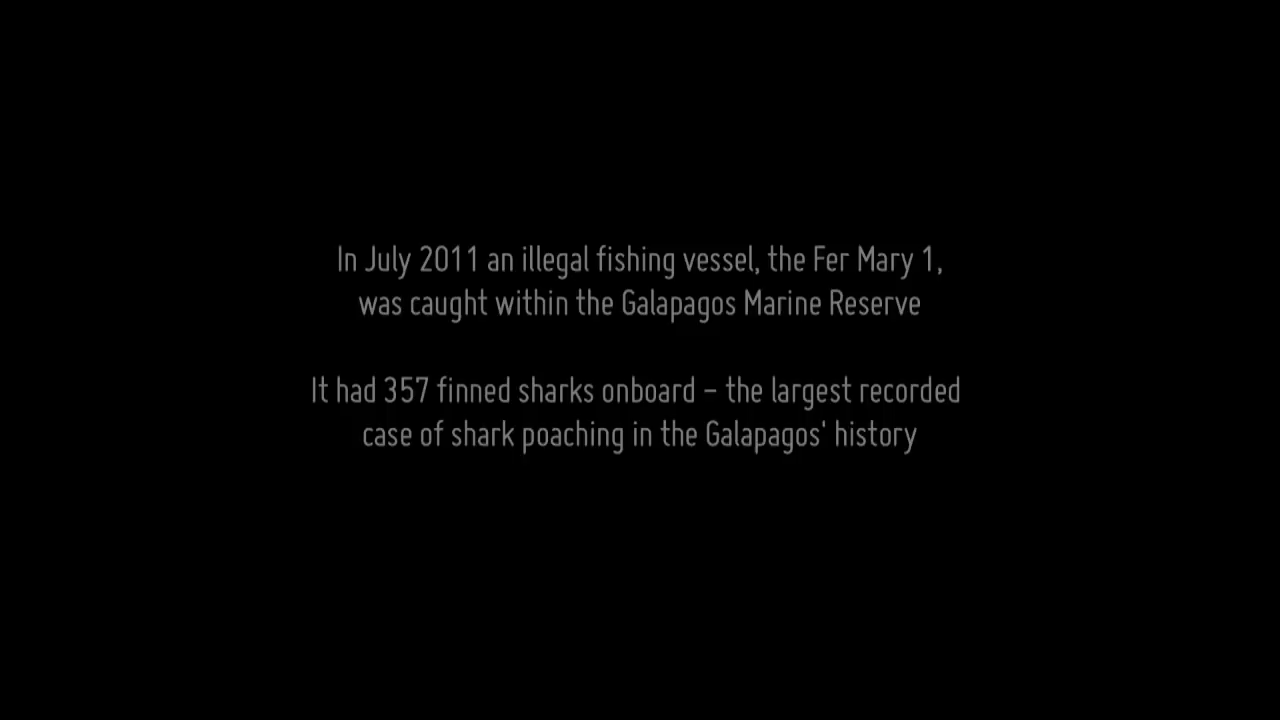 In July 2011 an illegal fishing vessel, the Fer Mary 1,
was caught within the Galapagos Marine Reserve
It had 357 finned sharks onboard – the largest recorded
case of shark poaching in the Galapagos' history